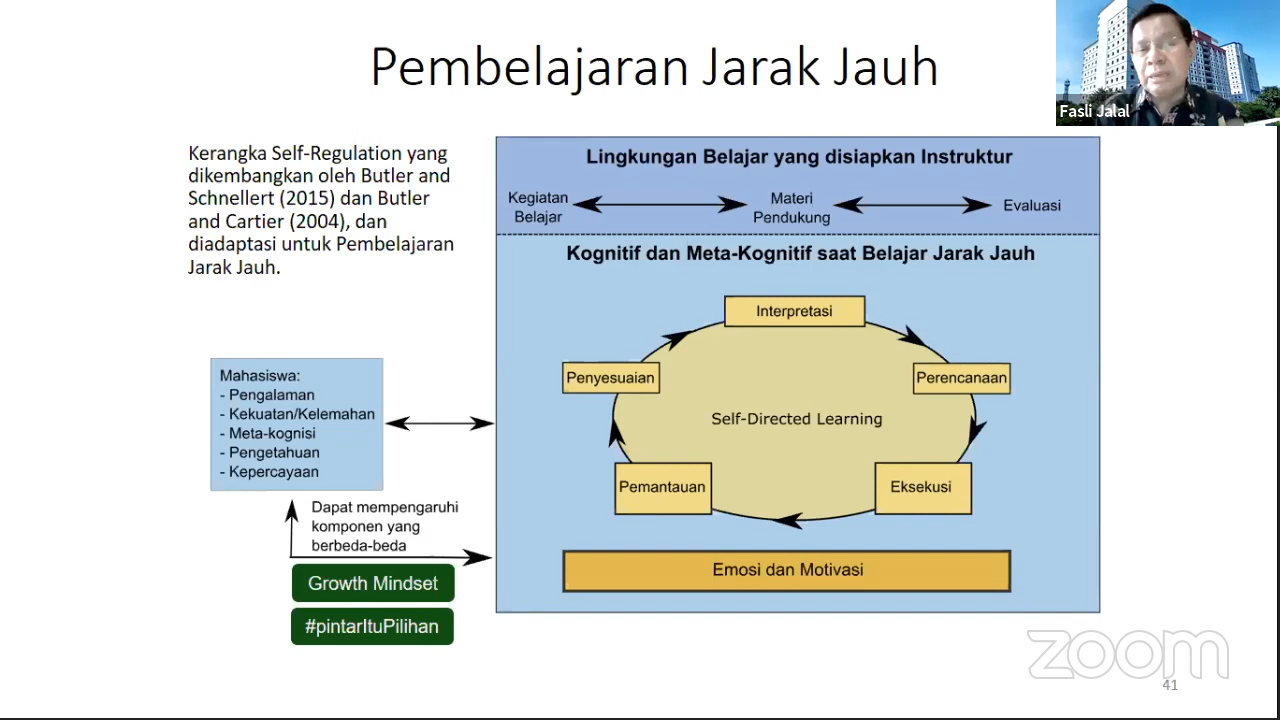 Pembelajaran Jarak Jauh
Fasli Jalal
Kerangka Self-Regulation yang
dikembangkan oleh Butler and
Schnellert (2015) dan Butler
and Cartier (2004), dan
diadaptasi untuk Pembelajaran
Jarak Jauh.
Lingkungan Belajar yang disiapkan Instruktur
Kegiatan
Belajar
Materi
Pendukung
Evaluasi
Kognitif dan Meta-Kognitif saat Belajar Jarak Jauh
Interpretasi
Penyesuaian
Perencanaan
Self-Directed Learning
Pemantauan
Eksekusi
Emosi dan Motivasi
Mahasiswa:
- Pengalaman
- Kekuatan/Kelemahan
- Meta-kognisi
- Pengetahuan
- Kepercayaan
Dapat mempengaruhi
komponen yang
berbeda-beda
Growth Mindset
#pintarItuPilihan
zoom
41